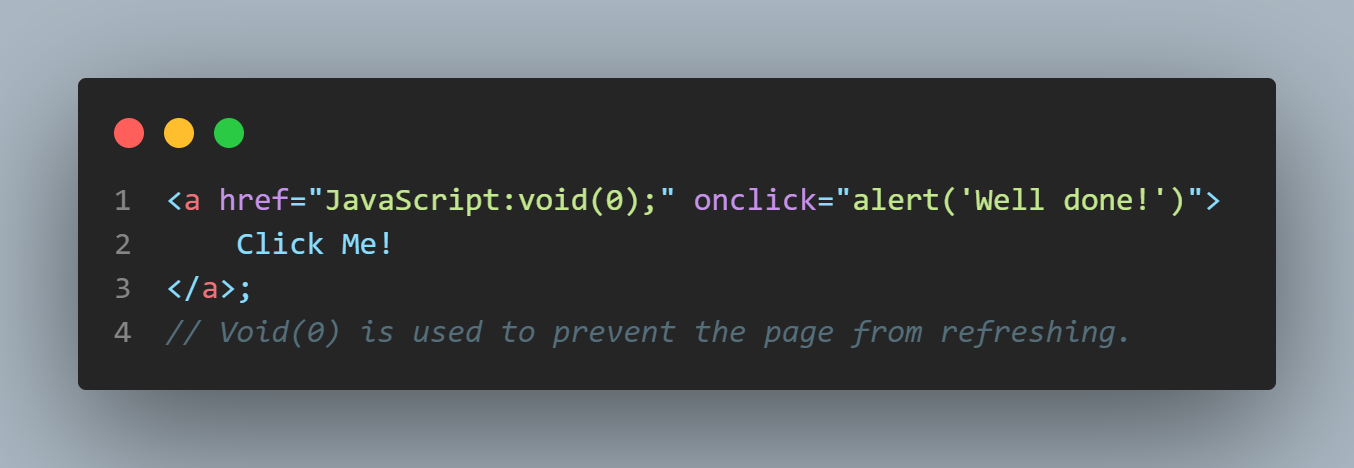 1 <a href="JavaScript:void(0);" onclick="alert('Well done!')">
2     Click Me!
3 </a>;
4 // Void(0) is used to prevent the page from refreshing.